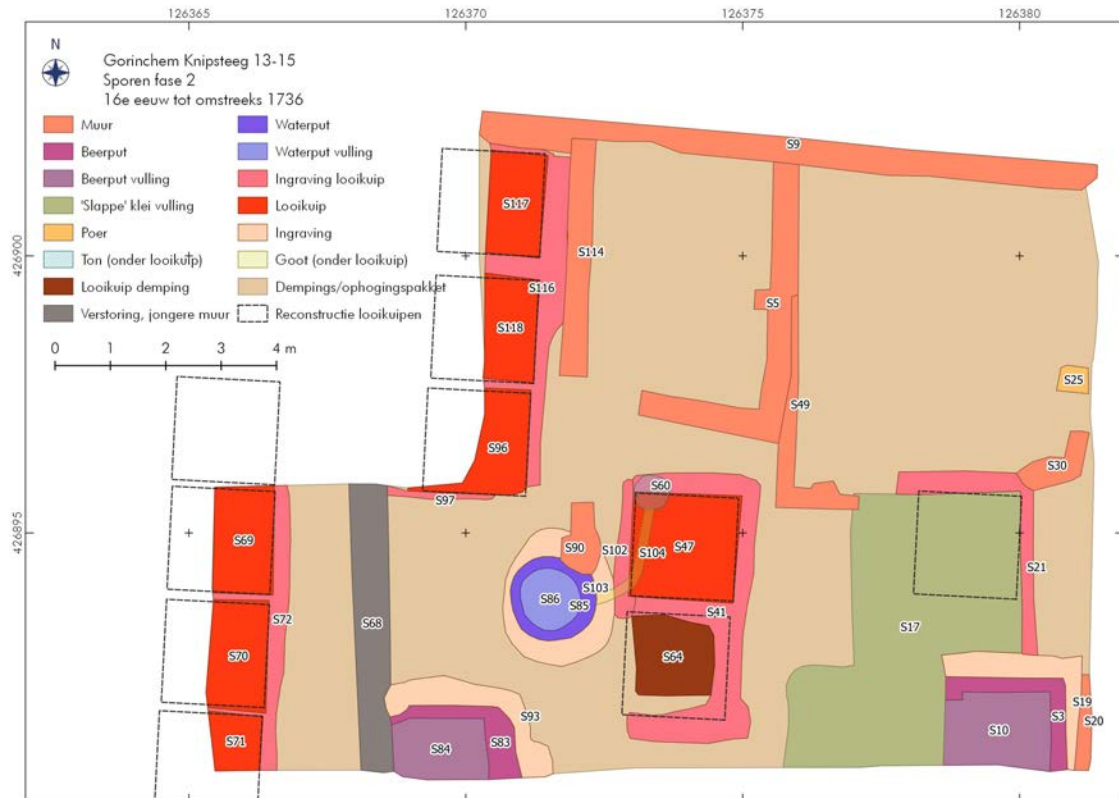 126365 126370 126375 126380
N
Gorinchem Knipsteeg 13-15
Sporen fase 2
16e eeuw tot omstreeks 1736
Muur
Waterput
Beerput
Waterput vulling
Beerput vulling
Ingraving looikuip
'Slappe' klei vulling
Looikuip
Poer
Ingraving
Ton (onder looikuip)
Goot (onder looikuip)
Looikuip demping
Dempings/ophogingspakket
Verstoring, jongere muur
Reconstructie looikuipen
0 1 2 3 4 m
426900
426895
S9
S117
S114
S116
S5
S118
S25
S49
S96
S30
S60
S97
S69
S90
S102
S104
S47
S21
S103
S86
S85
S72
S41
S68
S17
S70
S64
S19
S93
S3
S20
S10
S71
S84
S83